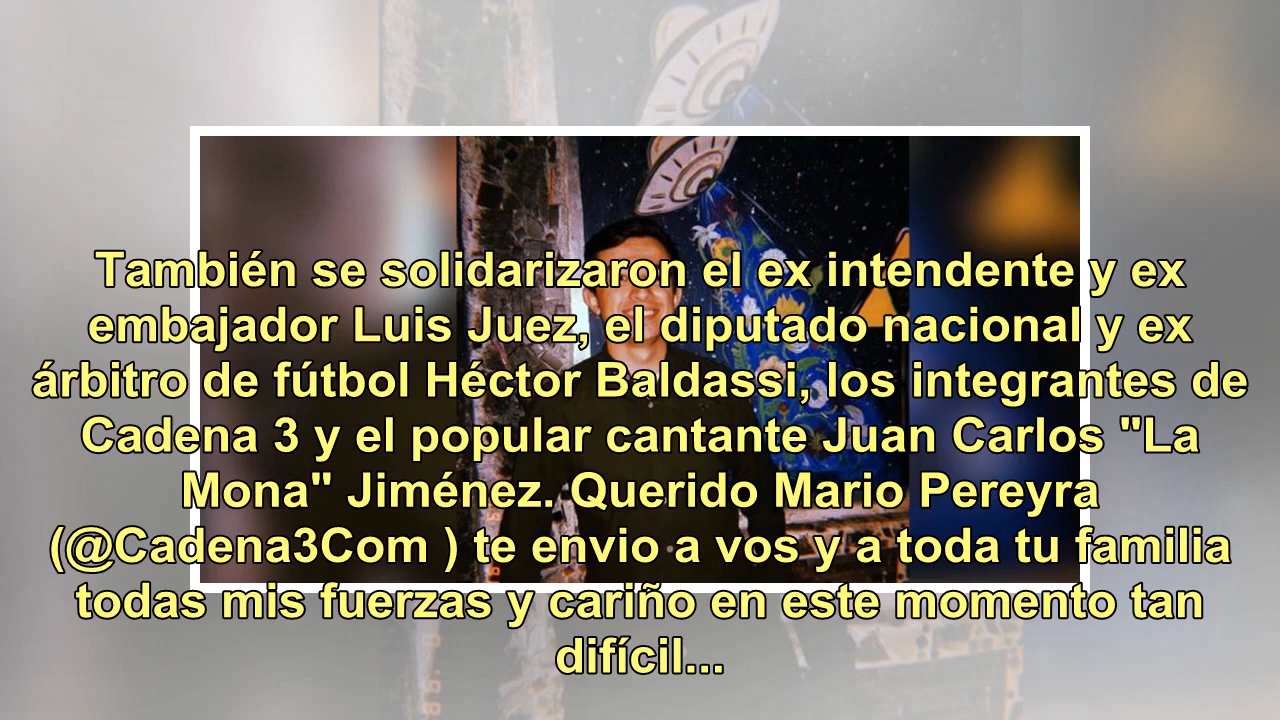 También se solidarizaron el ex intendente y ex
embajador Luis Juez, el diputado nacional y ex
árbitro de fútbol Héctor Baldassi, los integrantes de
Cadena 3 y el popular cantante Juan Carlos "La
Mona" Jiménez. Querido Mario Pereyra
(@Cadena3Com ) te envio a vos y a toda tu familia
todas mis fuerzas y cariño en este momento tan
difícil...